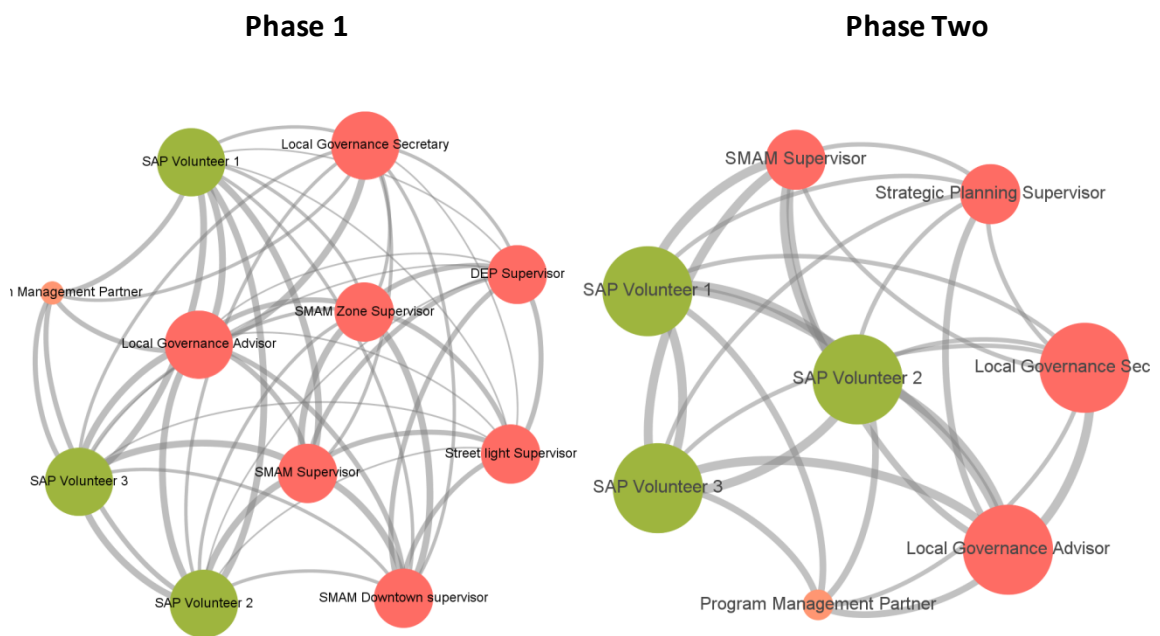 Phase 1
Phase Two
Local Governance Secretary
SAP Volunteer 1
DEP Supervisor
Management Partner
SMAM Zone Supervisor
Local Governance Advisor
Street light Supervisor
SMAM Supervisor
SAP Volunteer 3
SAP Volunteer 2
SMAM Downtown supervisor
SMAM Supervisor
Strategic Planning Supervisor
SAP Volunteer 1
Local Governance Sec
SAP Volunteer 2
SAP Volunteer 3
Local Governance Advisor
Program Management Partner